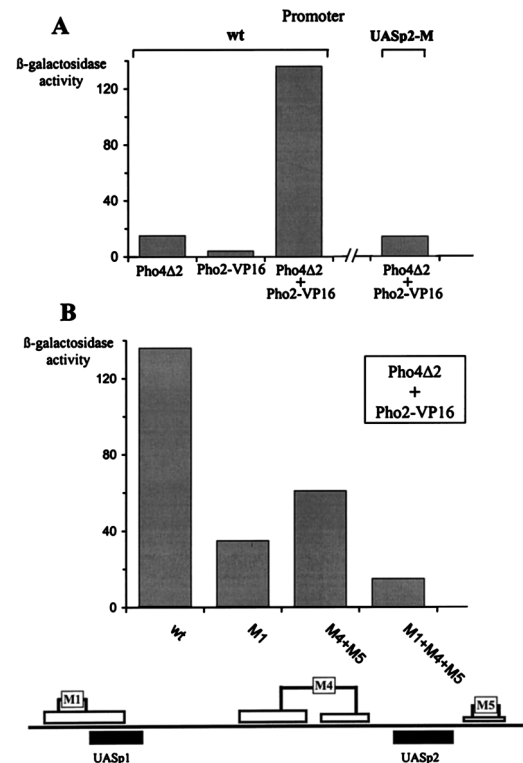 A
Promoter
wt
UASp2-M
ß-galactosidase
activity
120
80
40
0
Pho4Δ2
Pho2-VP16
Pho4Δ2
+
Pho2-VP16
Pho4Δ2
+
Pho2-VP16
B
ß-galactosidase
activity
Pho4Δ2
+
Pho2-VP16
120
80
40
0
wt
M1
M4+M5
M1+M4+M5
M1
M4
M5
UASp1
UASp2